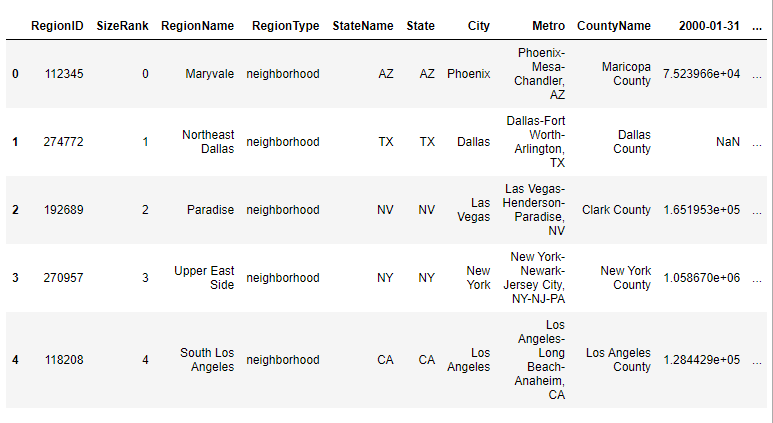 RegionID SizeRank RegionName RegionType StateName State City Metro CountyName 2000-01-31 ...
0 112345 0 Maryvale neighborhood AZ AZ Phoenix Phoenix-Mesa-Chandler, AZ Maricopa County 7.523966e+04 ...
1 274772 1 Northeast Dallas neighborhood TX TX Dallas Dallas-Fort Worth-Arlington, TX Dallas County NaN ...
2 192689 2 Paradise neighborhood NV NV Las Vegas Las Vegas-Henderson-Paradise, NV Clark County 1.651953e+05 ...
3 270957 3 Upper East Side neighborhood NY NY New York New York-Newark-Jersey City, NY-NJ-PA New York County 1.058670e+06 ...
4 118208 4 South Los Angeles neighborhood CA CA Los Angeles Los Angeles-Long Beach-Anaheim, CA Los Angeles County 1.284429e+05 ...